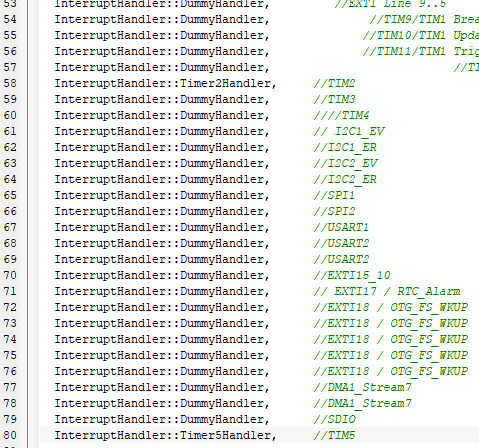 53 InterruptHandler::DummyHandler, //EXTI Line 9..5
54 InterruptHandler::DummyHandler, //TIM9/TIM1 Brea
55 InterruptHandler::DummyHandler, //TIM10/TIM1 Upda
56 InterruptHandler::DummyHandler, //TIM11/TIM1 Trig
57 InterruptHandler::DummyHandler, //TI
58 InterruptHandler::Timer2Handler, //TIM2
59 InterruptHandler::DummyHandler, //TIM3
60 InterruptHandler::DummyHandler, ////TIM4
61 InterruptHandler::DummyHandler, // I2C1_EV
62 InterruptHandler::DummyHandler, //I2C1_ER
63 InterruptHandler::DummyHandler, //I2C2_EV
64 InterruptHandler::DummyHandler, //I2C2_ER
65 InterruptHandler::DummyHandler, //SPI1
66 InterruptHandler::DummyHandler, //SPI2
67 InterruptHandler::DummyHandler, //USART1
68 InterruptHandler::DummyHandler, //USART2
69 InterruptHandler::DummyHandler, //USART2
70 InterruptHandler::DummyHandler, //EXTI15_10
71 InterruptHandler::DummyHandler, // EXTI17 / RTC_Alarm
72 InterruptHandler::DummyHandler, //EXTI18 / OTG_FS_WKUP
73 InterruptHandler::DummyHandler, //EXTI18 / OTG_FS_WKUP
74 InterruptHandler::DummyHandler, //EXTI18 / OTG_FS_WKUP
75 InterruptHandler::DummyHandler, //EXTI18 / OTG_FS_WKUP
76 InterruptHandler::DummyHandler, //EXTI18 / OTG_FS_WKUP
77 InterruptHandler::DummyHandler, //DMA1_Stream7
78 InterruptHandler::DummyHandler, //DMA1_Stream7
79 InterruptHandler::DummyHandler, //SDIO
80 InterruptHandler::Timer5Handler, //TIM5